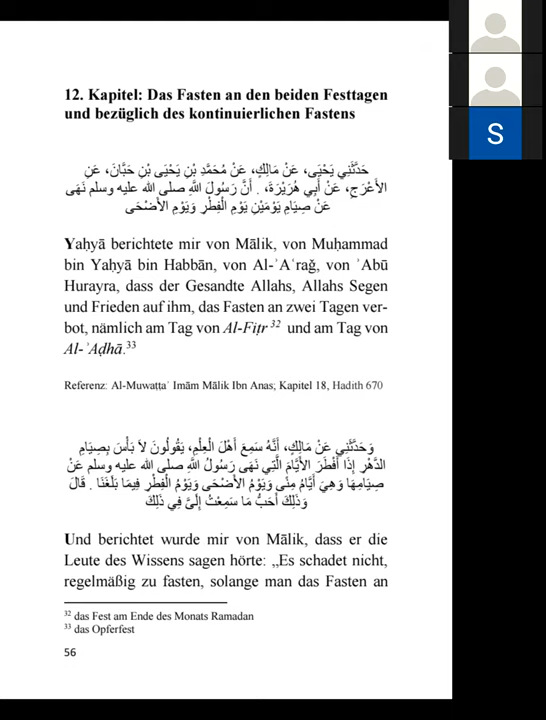 12. Kapitel: Das Fasten an den beiden Festtagen
und bezüglich des kontinuierlichen Fastens
حَدَّثَنِي يَحْيَى، عَنْ مَالِكٍ، عَنْ مُحَمَّدِ بْنِ يَحْيَى بْنِ حَبَّانَ، عَنِ
الأَعْرَجِ، عَنْ أَبِي هُرَيْرَةَ، . أَنَّ رَسُولَ اللَّهِ صلى الله عليه وسلم نَهَى
عَنْ صِيَامِ يَوْمَيْنِ يَوْمِ الْفِطْرِ وَيَوْمِ الأَضْحَى
Yaḥyā berichtete mir von Mālik, von Muḥammad
bin Yaḥyā bin Habbān, von Al-ʾAʿraǧ, von ʾAbū
Hurayra, dass der Gesandte Allahs, Allahs Segen
und Frieden auf ihm, das Fasten an zwei Tagen ver-
bot, nämlich am Tag von Al-Fiṭr 32 und am Tag von
Al-ʾAḍhā.33
Referenz: Al-Muwaṭṭaʾ Imām Mālik Ibn Anas; Kapitel 18, Hadith 670
وَحَدَّثَنِي عَنْ مَالِكٍ، أَنَّهُ سَمِعَ أَهْلَ الْعِلْمِ، يَقُولُونَ لاَ بَأْسَ بِصِيَامِ
الدَّهْرِ إِذَا أَفْطَرَ الأَيَّامَ الَّتِي نَهَى رَسُولُ اللَّهِ صلى الله عليه وسلم عَنْ
صِيَامِهَا وَهِيَ أَيَّامُ مِنًى وَيَوْمُ الأَضْحَى وَيَوْمُ الْفِطْرِ فِيمَا بَلَغَنَا . قَالَ
وَذَلِكَ أَحَبُّ مَا سَمِعْتُ إِلَىَّ فِي ذَلِكَ
Und berichtet wurde mir von Mālik, dass er die
Leute des Wissens sagen hörte: „Es schadet nicht,
regelmäßig zu fasten, solange man das Fasten an
32 das Fest am Ende des Monats Ramadan
33 das Opferfest
56
S